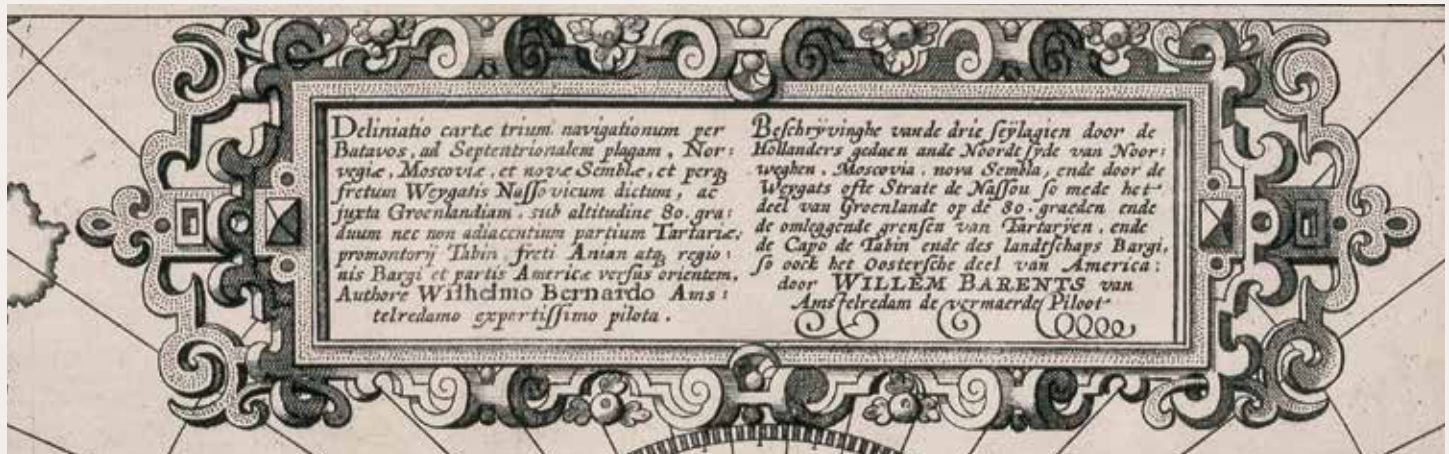 Deliniatio cartæ trium navigationum per
Batavos, ad Septentrionalem plagam, Nor:
vegiæ, Moscoviæ, et novæ Semblæ, et perqꝫ
fretum Weygatis Nassovicum dictum, ac
juxta Groenlandiam, sub altitudine 80. gra:
duum nec non adiacentium partium Tartariæ,
promontorij Tabin, freti Anian atqꝫ regio:
nis Bargi et partis Americæ versus orientem,
Authore Wilhelmo Bernardo Ams:
telredamo expertissimo pilota.
Beschryvinghe vande drie seÿlagien door de
Hollanders gedaen ande Noordt syde van Noor:
weghen, Moscovia, nova Sembla, ende door de
Weygats ofte Strate de Nassou so mede het
deel van Groenlandt op de 80. graeden ende
de omleggende grensen van Tartarÿen, ende
de Capo de Tabin ende des landtschaps Bargi,
so oock het Oostersche deel van America:
door WILLEM BARENTS van
Amstelredam de vermaerde Piloot